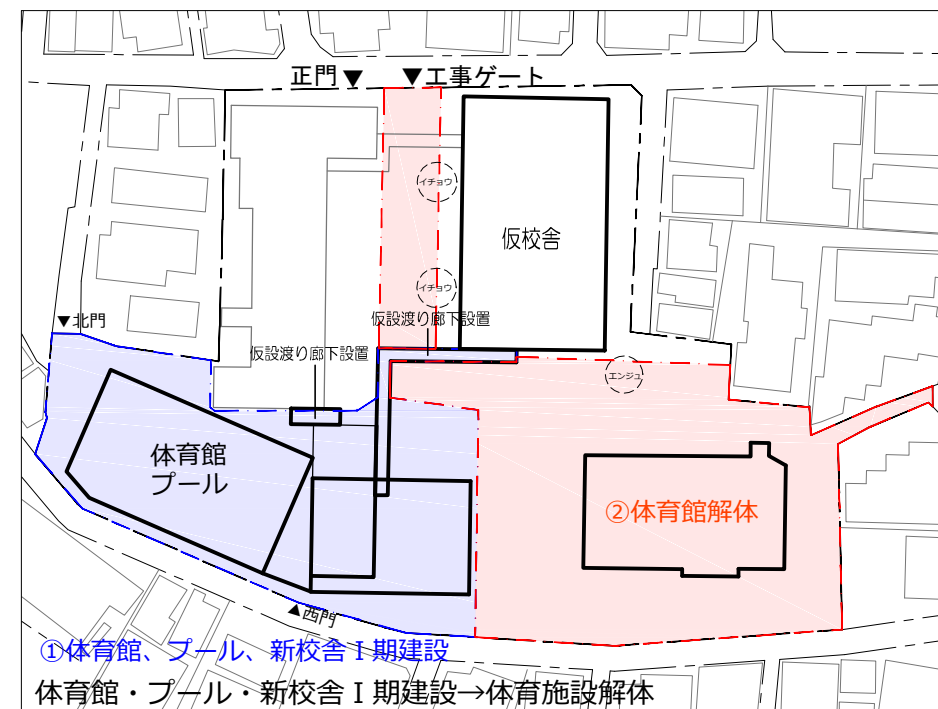 正門▼ ▼工事ゲート
イチョウ
仮校舎
イチョウ
▼北門
仮設渡り廊下設置
仮設渡り廊下設置
エンジュ
体育館
プール
②体育館解体
▲西門
①体育館、プール、新校舎Ⅰ期建設
体育館・プール・新校舎Ⅰ期建設→体育施設解体